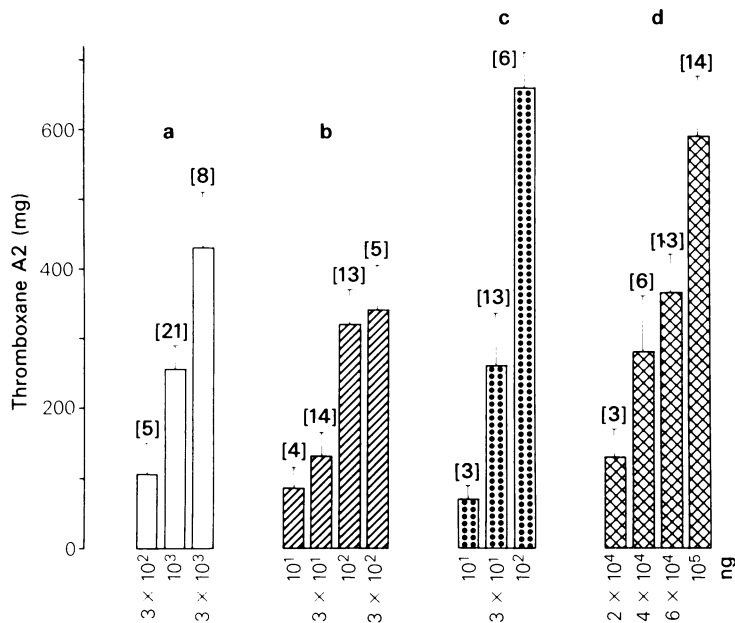 c
d
[6]
[14]
a
b
600
[8]
[5]
[13]
[13]
[13]
[6]
400
[21]
Thromboxane A2 (mg)
[5]
[14]
[4]
[3]
[3]
200
0
3 × 10²
10³
3 × 10³
10¹
3 × 10¹
10²
3 × 10²
10¹
3 × 10¹
10²
2 × 10⁴
4 × 10⁴
6 × 10⁴
10⁵
ng